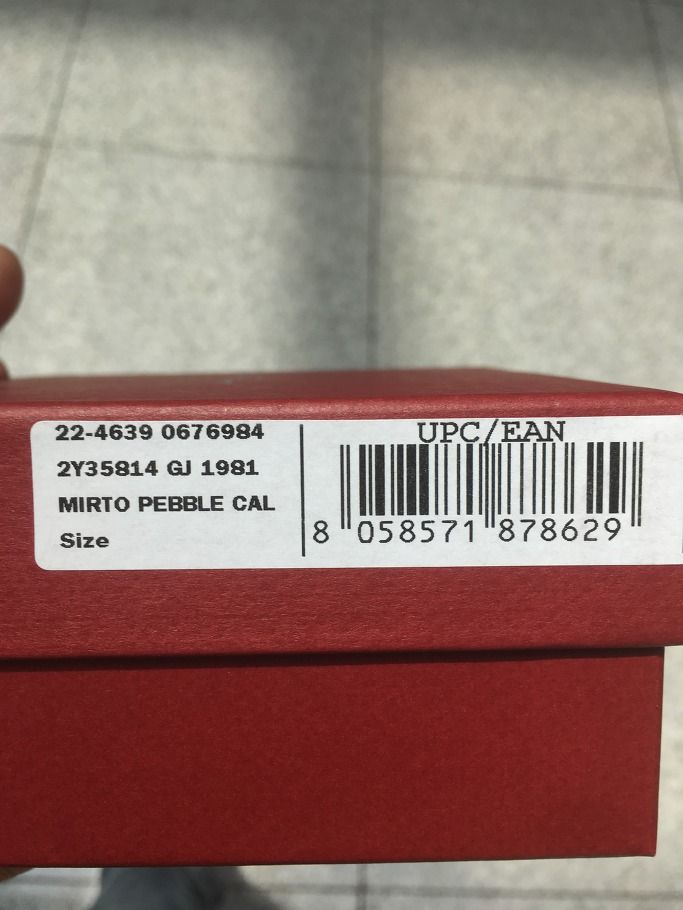 22-4639 0676984
2Y35814 GJ 1981
MIRTO PEBBLE CAL
Size
UPC/EAN
8 058571 878629